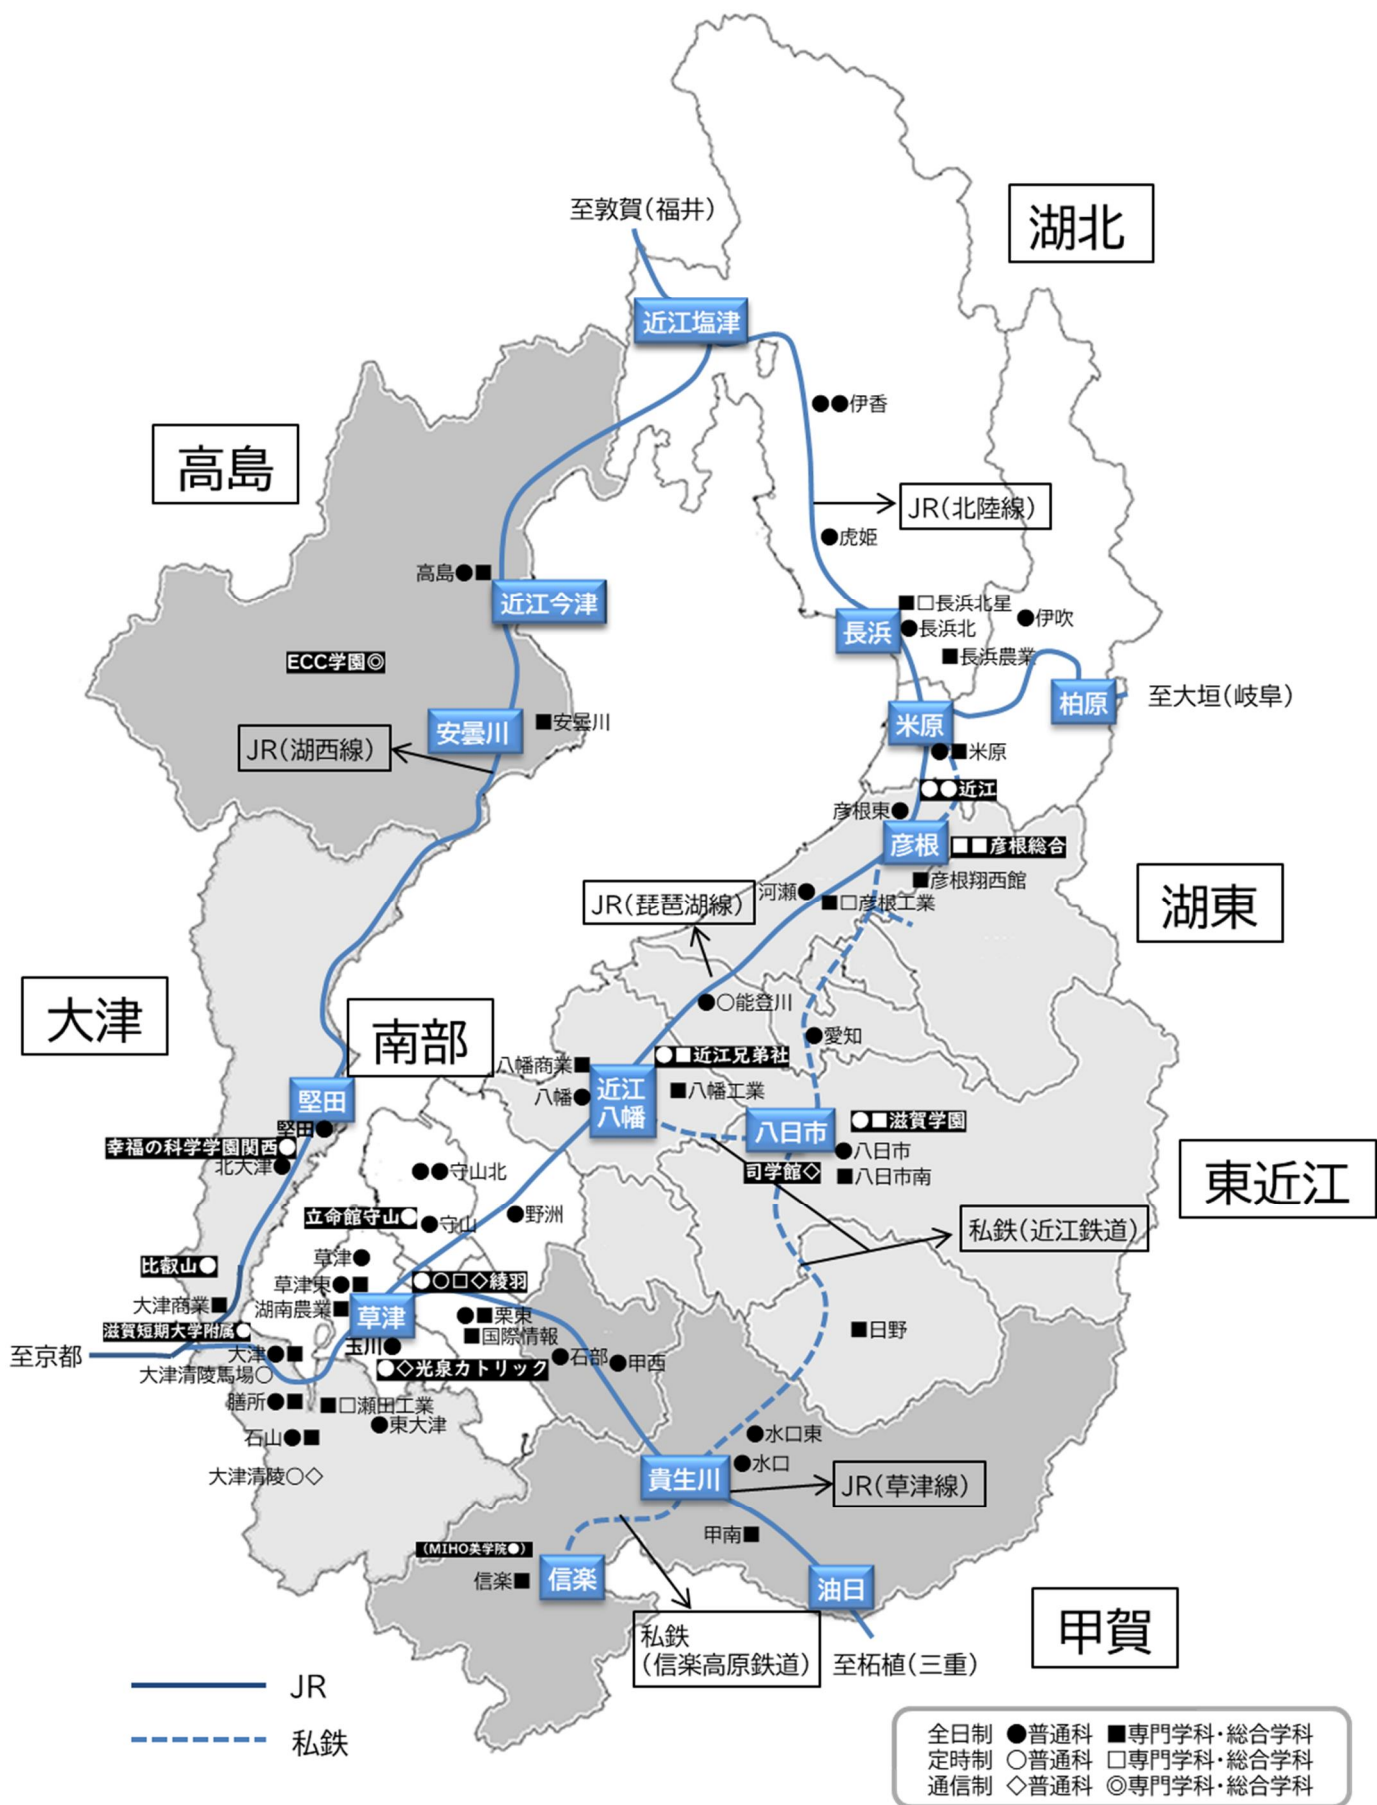 至敦賀(福井)
湖北
近江塩津
●●伊香
高島
JR(北陸線)
●虎姫
高島●■
近江今津
■□長浜北星
長浜
●長浜北
●伊吹
ECC学園◎
■長浜農業
柏原
至大垣(岐阜)
安曇川
■安曇川
米原
JR(湖西線)
●■米原
●●近江
彦根東●
彦根
■■彦根総合
■彦根翔西館
湖東
JR(琵琶湖線)
河瀬●
■□彦根工業
大津
南部
●○能登川
●愛知
八幡商業■
●■近江兄弟社
堅田
八幡●
近江
八幡
■八幡工業
八日市
●■滋賀学園
堅田●
幸福の科学学園関西●
北大津●
●八日市
司学館◇
■八日市南
東近江
●●守山北
立命館守山●
●守山
●野洲
私鉄(近江鉄道)
比叡山●
草津●
草津東●■
●○□◇綾羽
大津商業■
湖南農業■
草津
●■栗東
■国際情報
■日野
滋賀短期大学附属●
至京都
大津●■
玉川●
●石部
●甲西
大津清陵馬場○
●◇光泉カトリック
膳所●■
■□瀬田工業
●東大津
石山●■
●水口東
大津清陵○◇
貴生川
●水口
JR(草津線)
甲南■
(MIHO美学院●)
信楽■
信楽
油日
甲賀
私鉄
(信楽高原鉄道)
至柘植(三重)
JR
私鉄
全日制 ●普通科 ■専門学科・総合学科
定時制 ○普通科 □専門学科・総合学科
通信制 ◇普通科 ◎専門学科・総合学科